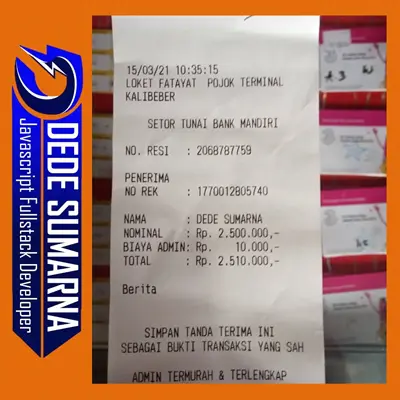 DEDE SUMARNA
Javascript Fullstack Developer
15/03/21 10:35:15
LOKET FATAYAT POJOK TERMINAL
KALIBEBER
SETOR TUNAI BANK MANDIRI
NO. RESI : 2068787759
PENERIMA
NO REK : 1770012805740
NAMA : DEDE SUMARNA
NOMINAL : Rp. 2.500.000,-
BIAYA ADMIN: Rp. 10.000,-
TOTAL : Rp. 2.510.000,-
Berita
SIMPAN TANDA TERIMA INI
SEBAGAI BUKTI TRANSAKSI YANG SAH
ADMIN TERMURAH & TERLENGKAP